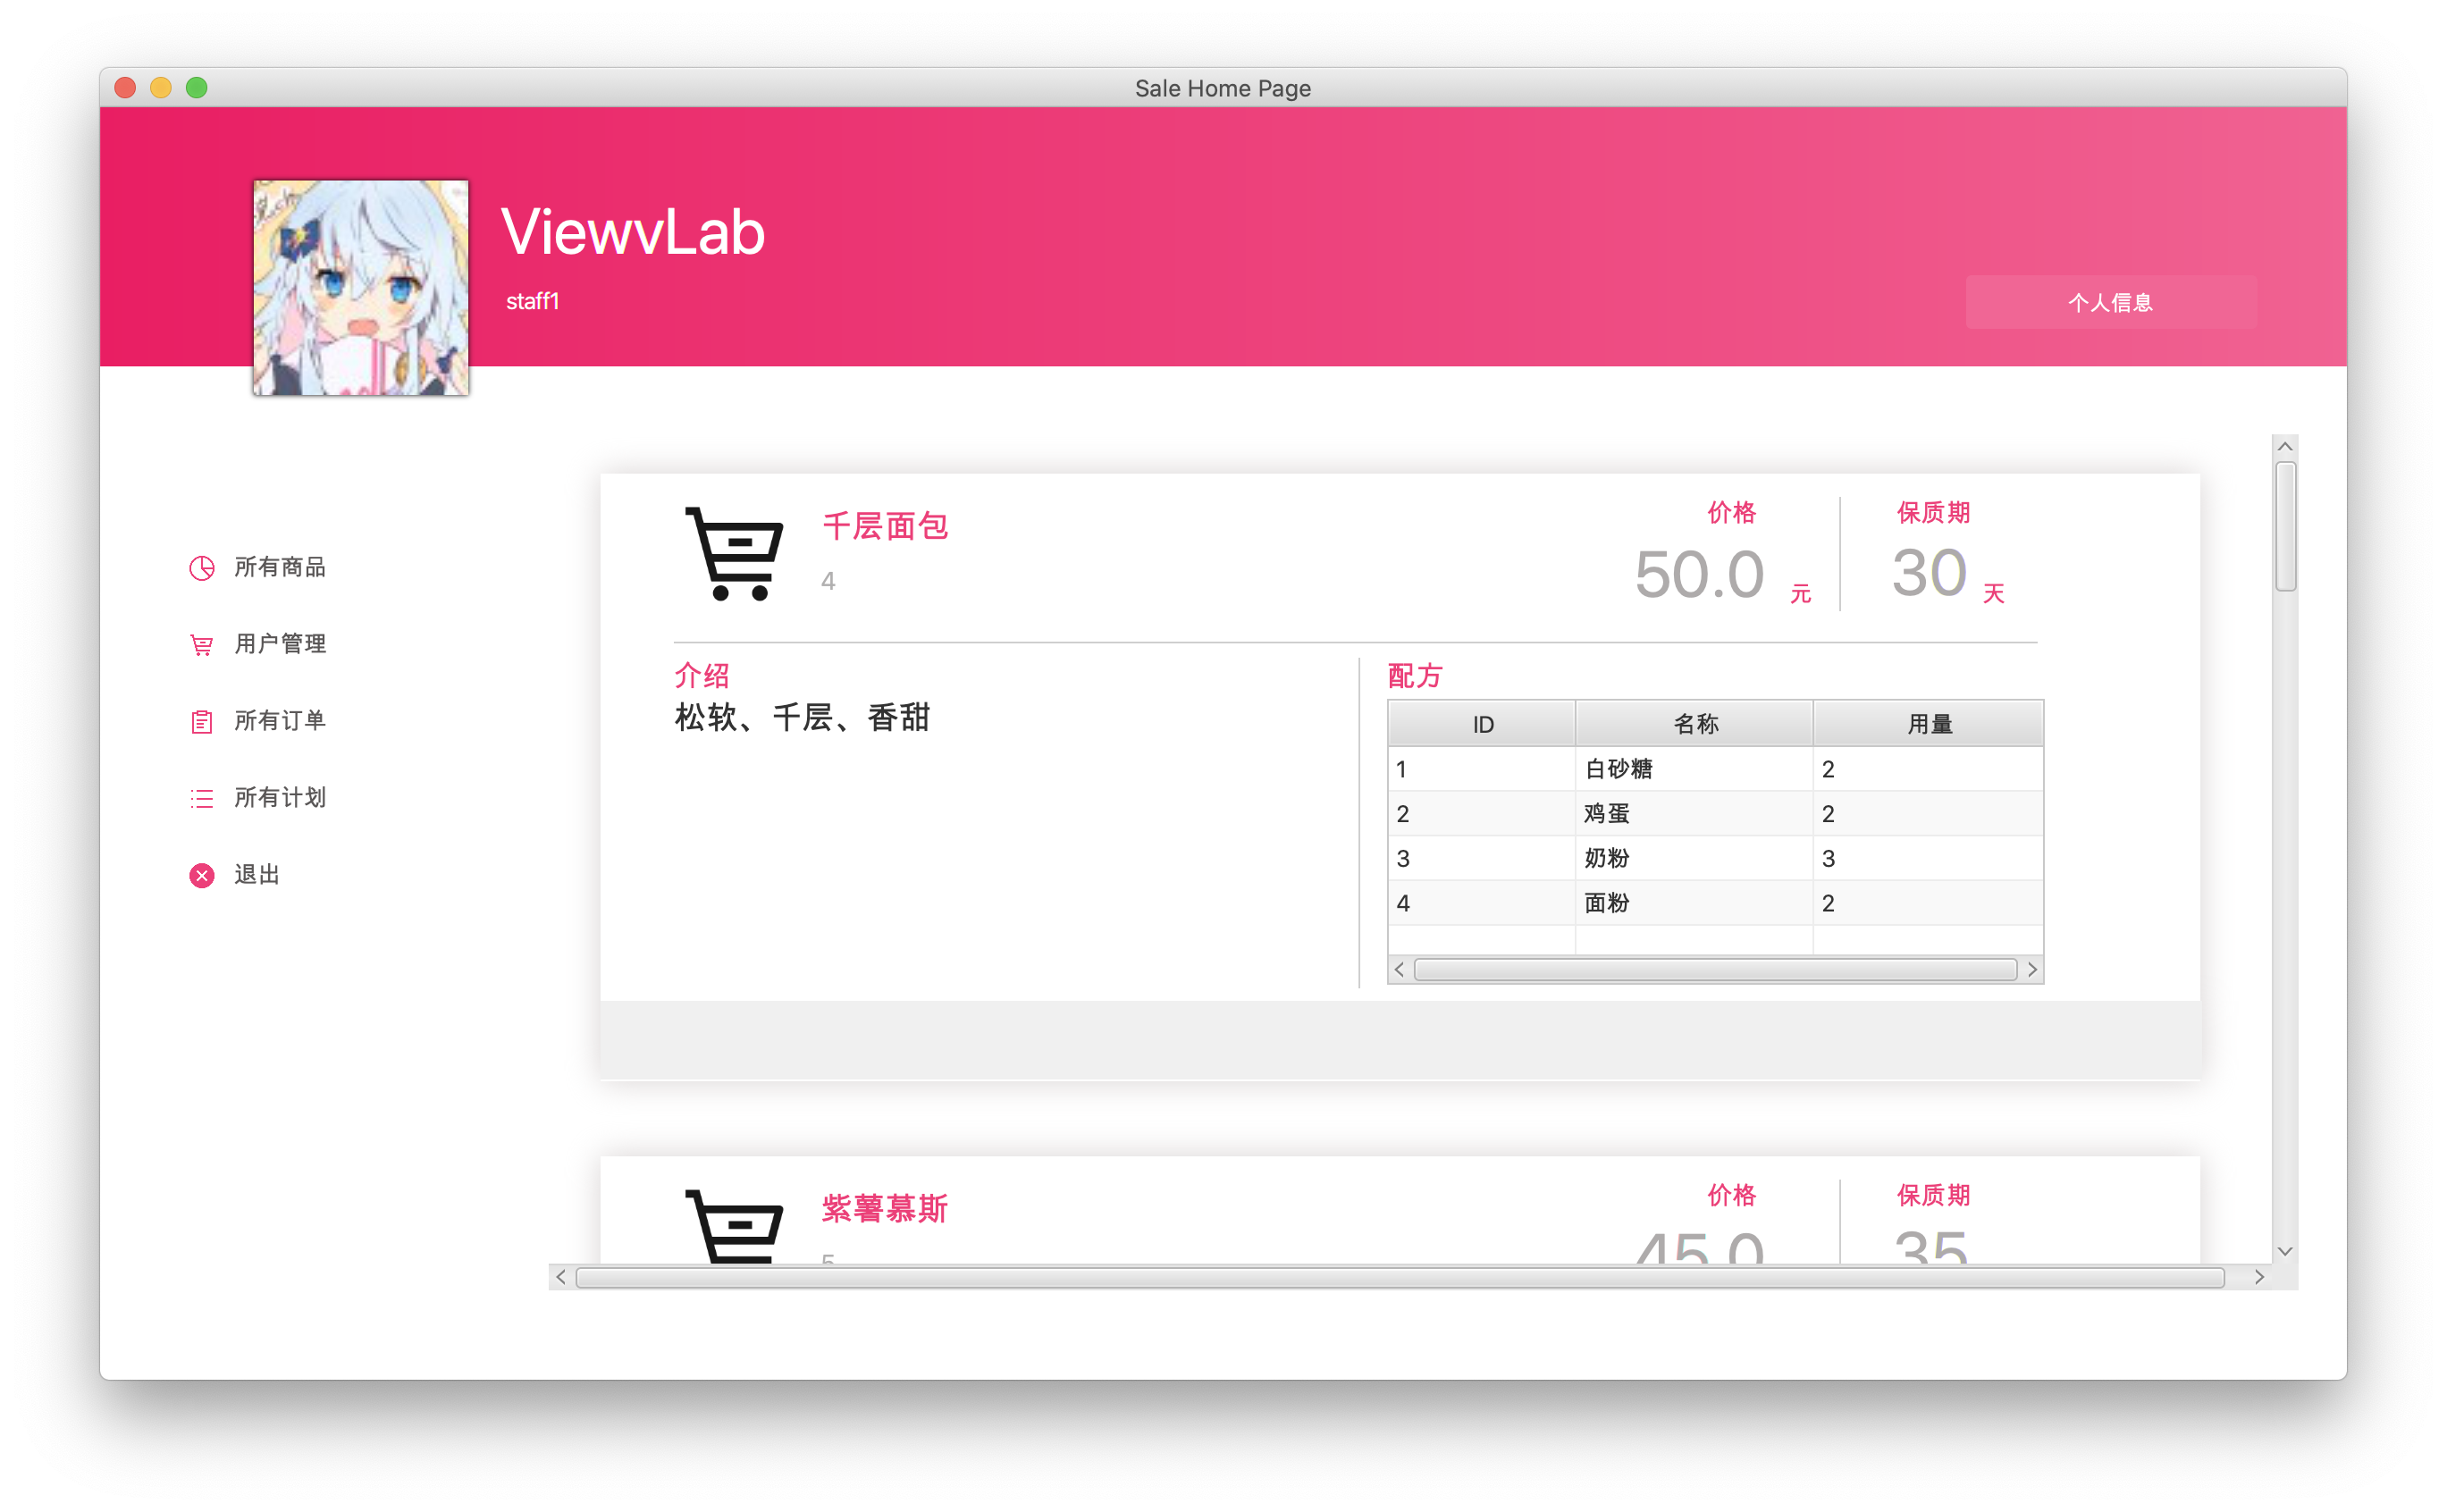 Sale Home Page
ViewvLab
staff1
个人信息
所有商品
用户管理
所有订单
所有计划
退出
千层面包
4
价格
50.0 元
保质期
30 天
介绍
松软、千层、香甜
配方
ID 名称 用量
1 白砂糖 2
2 鸡蛋 2
3 奶粉 3
4 面粉 2
紫薯慕斯
5
价格
45.0
保质期
35